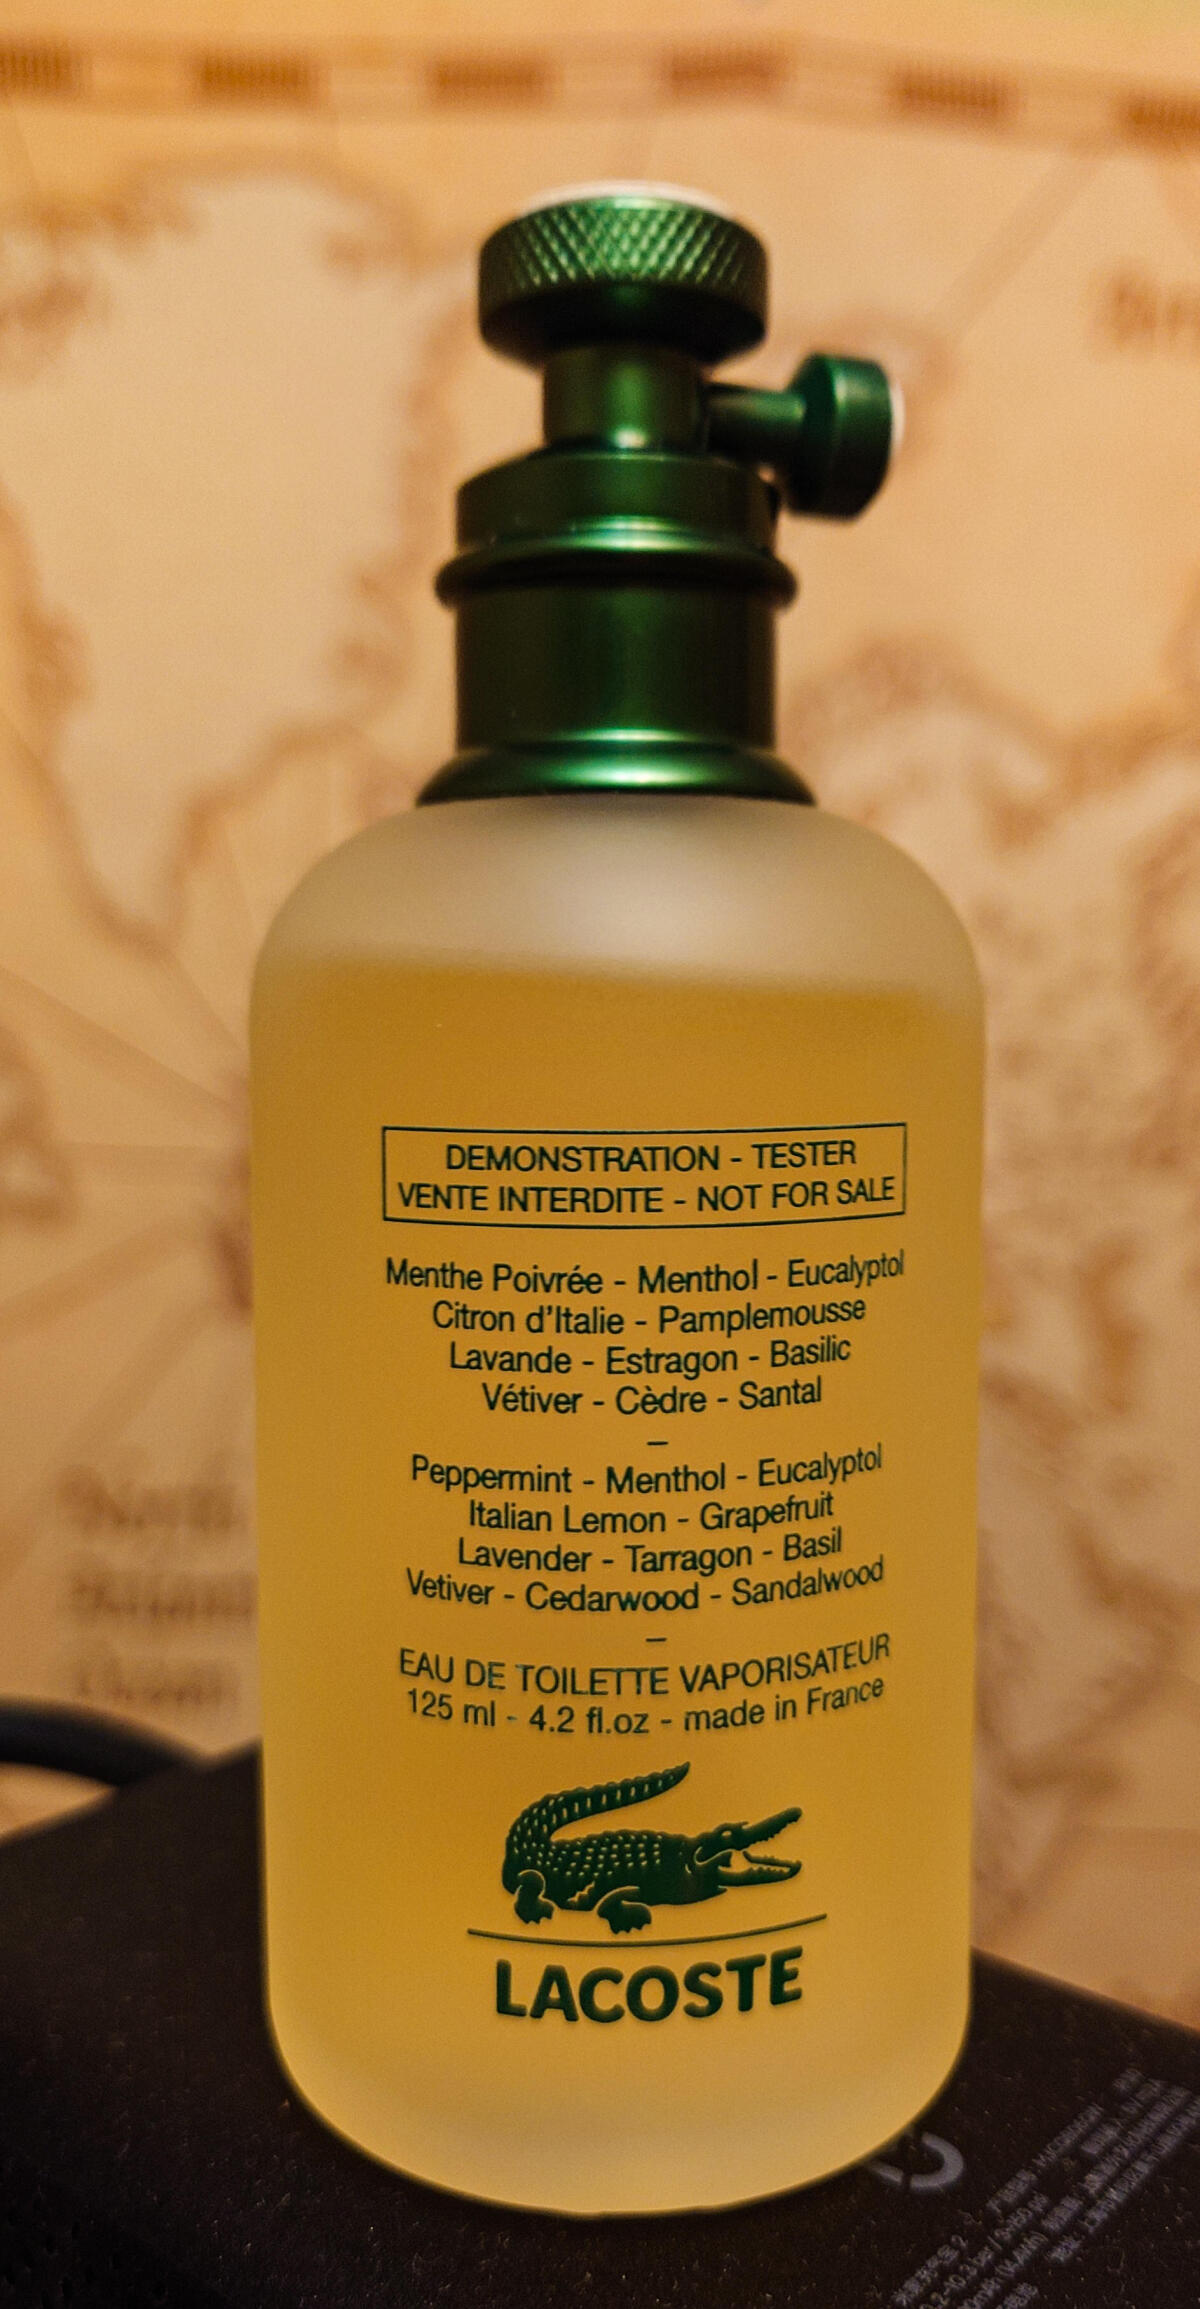 DEMONSTRATION - TESTER
VENTE INTERDITE - NOT FOR SALE
Menthe Poivrée - Menthol - Eucalyptol
Citron d'Italie - Pamplemousse
Lavande - Estragon - Basilic
Vétiver - Cèdre - Santal
–
Peppermint - Menthol - Eucalyptol
Italian Lemon - Grapefruit
Lavender - Tarragon - Basil
Vetiver - Cedarwood - Sandalwood
–
EAU DE TOILETTE VAPORISATEUR
125 ml - 4.2 fl.oz - made in France
LACOSTE